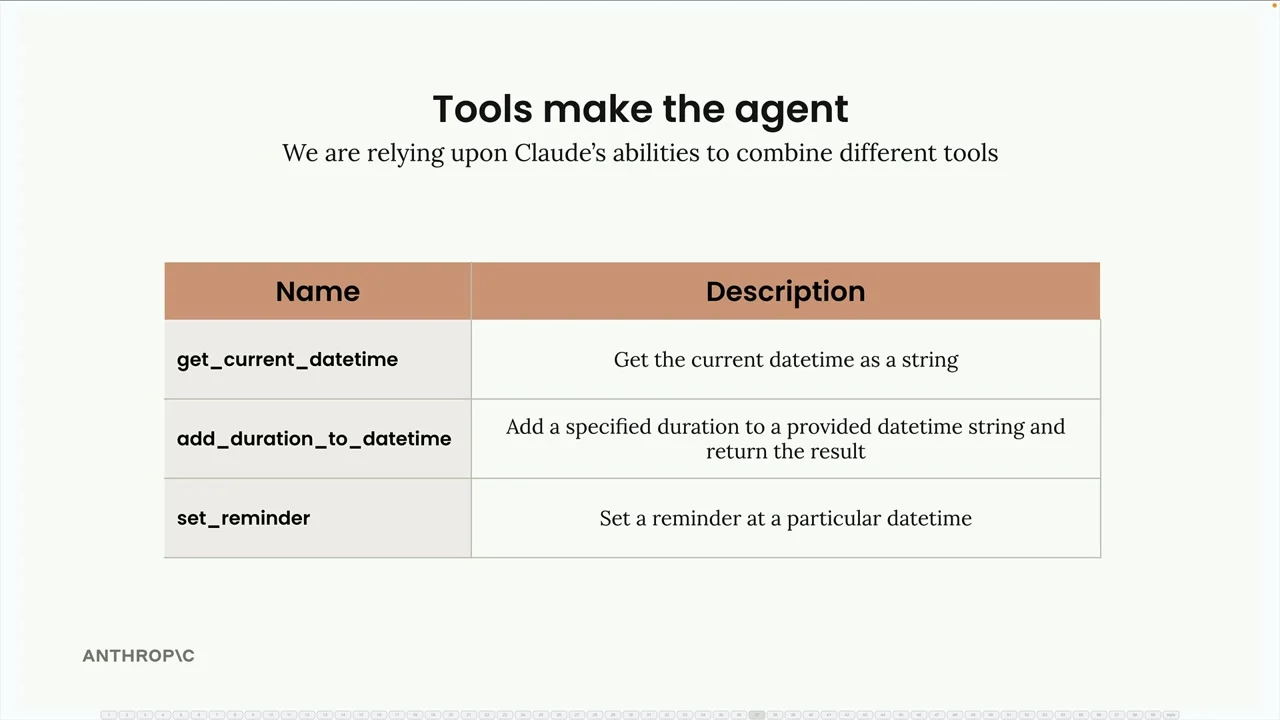 Tools make the agent
We are relying upon Claude’s abilities to combine different tools
Name
Description
get_current_datetime
Get the current datetime as a string
add_duration_to_datetime
Add a specified duration to a provided datetime string and
return the result
set_reminder
Set a reminder at a particular datetime
ANTHROP\C